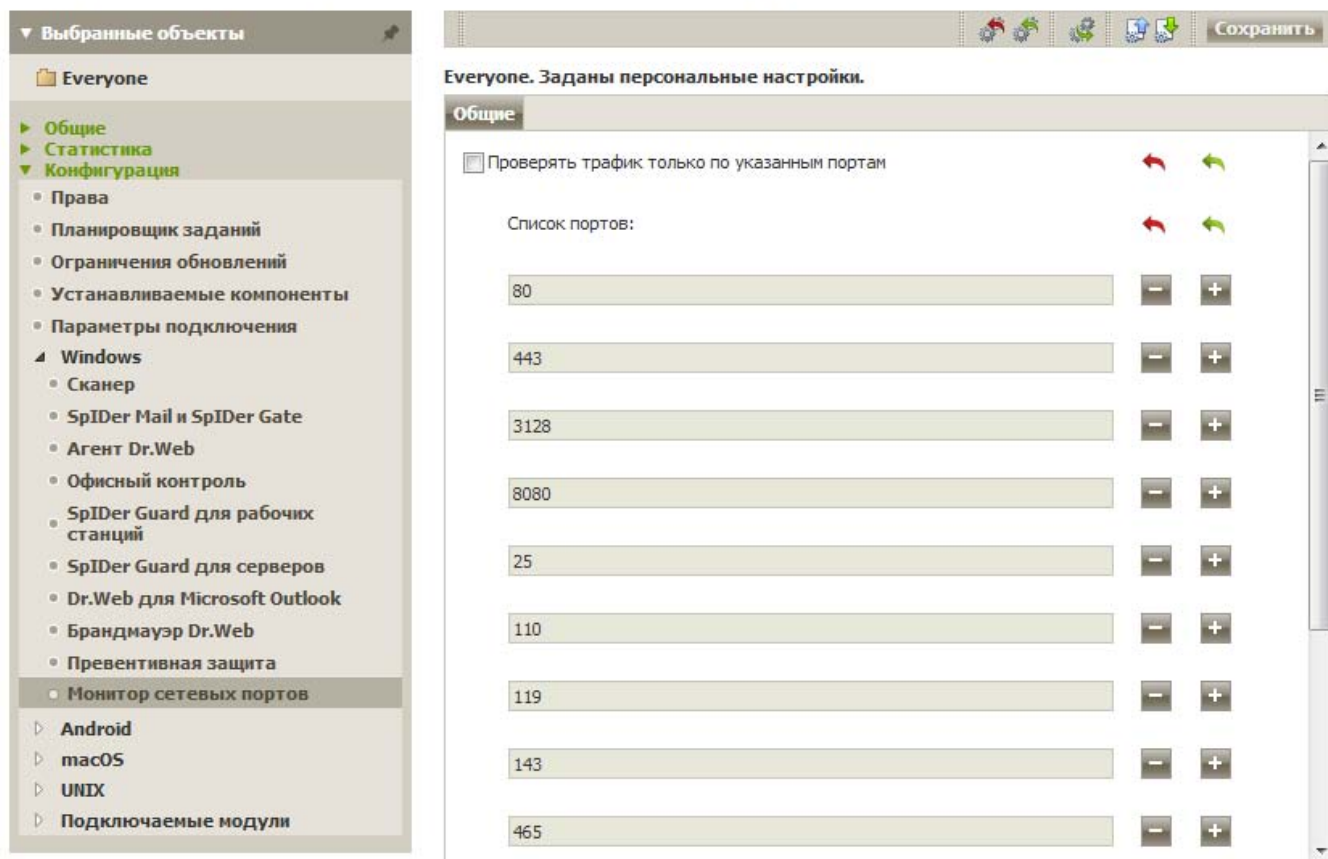 Выбранные объекты
Everyone
Общие
Статистика
Конфигурация
Права
Планировщик заданий
Ограничения обновлений
Устанавливаемые компоненты
Параметры подключения
Windows
Сканер
SpIDer Mail и SpIDer Gate
Агент Dr.Web
Офисный контроль
SpIDer Guard для рабочих
станций
SpIDer Guard для серверов
Dr.Web для Microsoft Outlook
Брандмауэр Dr.Web
Превентивная защита
Монитор сетевых портов
Android
macOS
UNIX
Подключаемые модули
Сохранить
Everyone. Заданы персональные настройки.
Общие
Проверять трафик только по указанным портам
Список портов:
80
443
3128
8080
25
110
119
143
465